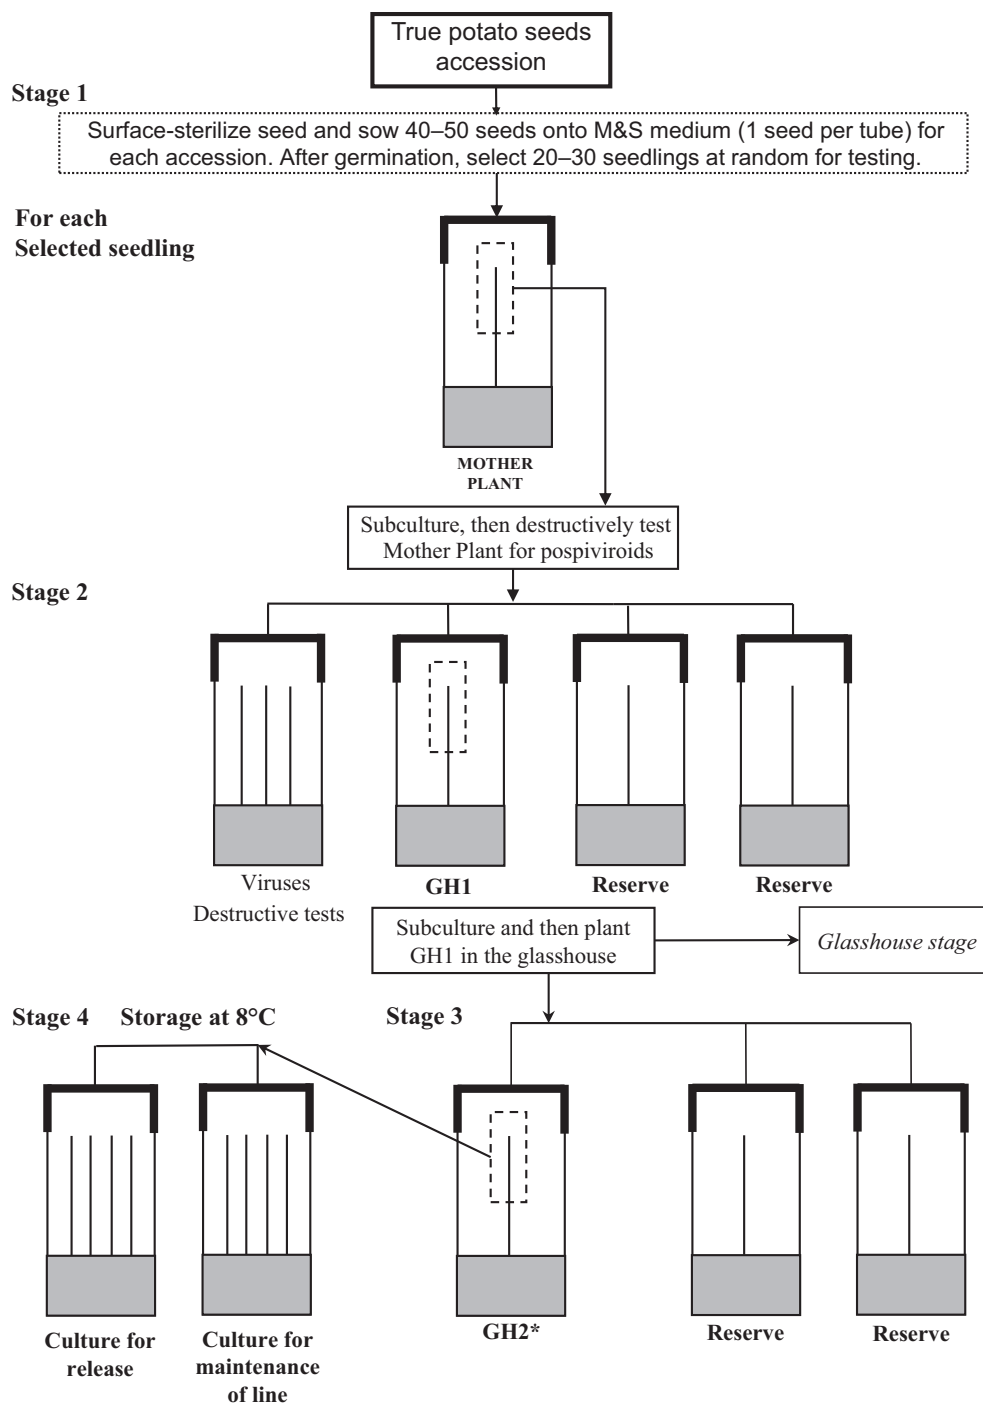 True potato seeds
accession
Stage 1
Surface-sterilize seed and sow 40–50 seeds onto M&S medium (1 seed per tube) for
each accession. After germination, select 20–30 seedlings at random for testing.
For each
Selected seedling
MOTHER
PLANT
Subculture, then destructively test
Mother Plant for pospiviroids
Stage 2
Viruses
Destructive tests
GH1
Reserve
Reserve
Subculture and then plant
GH1 in the glasshouse
Glasshouse stage
Stage 4 Storage at 8°C
Stage 3
Culture for
release
Culture for
maintenance
of line
GH2*
Reserve
Reserve